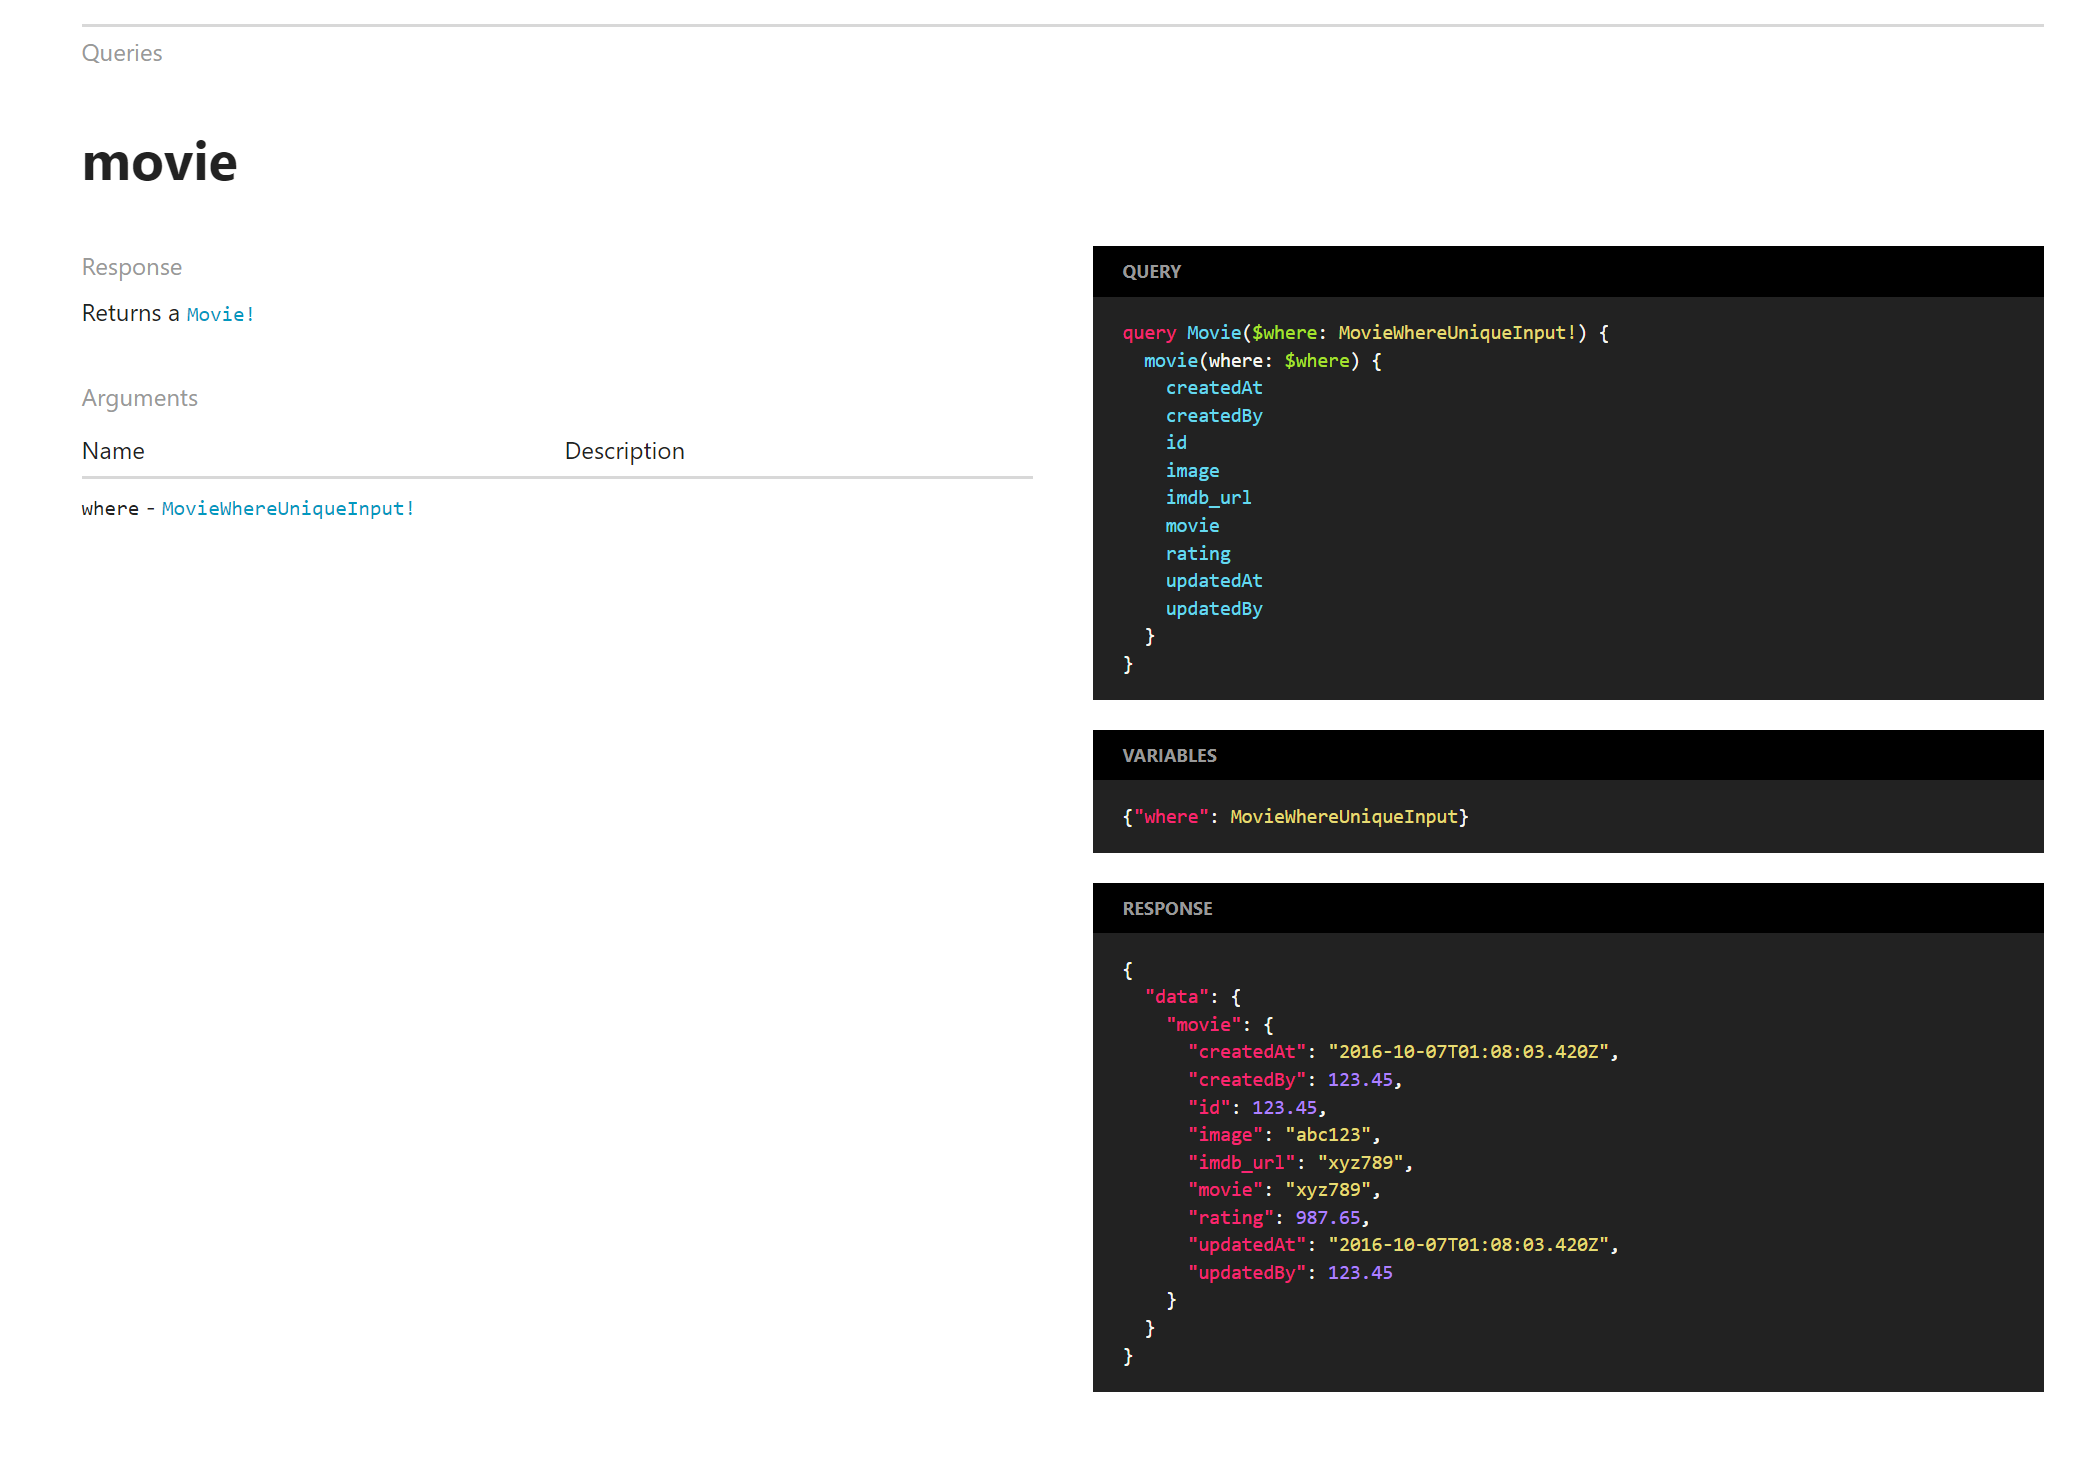 Queries
movie
Response
Returns a Movie!
Arguments
Name Description
where - MovieWhereUniqueInput!
QUERY
query Movie($where: MovieWhereUniqueInput!) {
  movie(where: $where) {
    createdAt
    createdBy
    id
    image
    imdb_url
    movie
    rating
    updatedAt
    updatedBy
  }
}
VARIABLES
{"where": MovieWhereUniqueInput}
RESPONSE
{
  "data": {
    "movie": {
      "createdAt": "2016-10-07T01:08:03.420Z",
      "createdBy": 123.45,
      "id": 123.45,
      "image": "abc123",
      "imdb_url": "xyz789",
      "movie": "xyz789",
      "rating": 987.65,
      "updatedAt": "2016-10-07T01:08:03.420Z",
      "updatedBy": 123.45
    }
  }
}